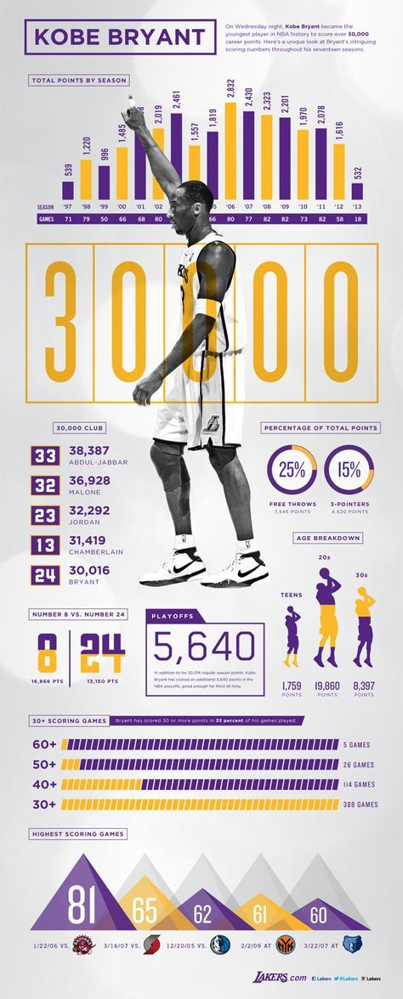 KOBE BRYANT
On Wednesday night, Kobe Bryant became the
youngest player in NBA history to score over 30,000
career points. Here's a unique look at Bryant's intriguing
scoring numbers throughout his seventeen seasons.
TOTAL POINTS BY SEASON
539 1,220 996 1,485 2,019 2,461 1,557 1,819 2,832 2,430 2,323 2,201 1,970 2,078 1,616 532
SEASON '97 '98 '99 '00 '01 '02 '06 '07 '08 '09 '10 '11 '12 '13
GAMES 71 79 50 66 68 80 66 80 77 82 82 73 82 58 18
30000
30,000 CLUB
33 38,387
ABDUL-JABBAR
32 36,928
MALONE
23 32,292
JORDAN
13 31,419
CHAMBERLAIN
24 30,016
BRYANT
PERCENTAGE OF TOTAL POINTS
25% 15%
FREE THROWS 3-POINTERS
7,546 POINTS 4,620 POINTS
AGE BREAKDOWN
TEENS 20s 30s
1,759 19,860 8,397
POINTS POINTS POINTS
NUMBER 8 VS. NUMBER 24
8 24
16,866 PTS 13,150 PTS
PLAYOFFS
5,640
In addition to his 30,016 regular season points, Kobe
Bryant has scored an additional 5,640 points in the
NBA playoffs, good enough for third all-time
30+ SCORING GAMES
Bryant has scored 30 or more points in 33 percent of his games played.
60+ 5 GAMES
50+ 26 GAMES
40+ 114 GAMES
30+ 388 GAMES
HIGHEST SCORING GAMES
81 65 62 61 60
1/22/06 VS. 3/16/07 VS. 12/20/05 VS. 2/2/09 AT 3/22/07 AT
LAKERS.com Lakers @Lakers Lakers